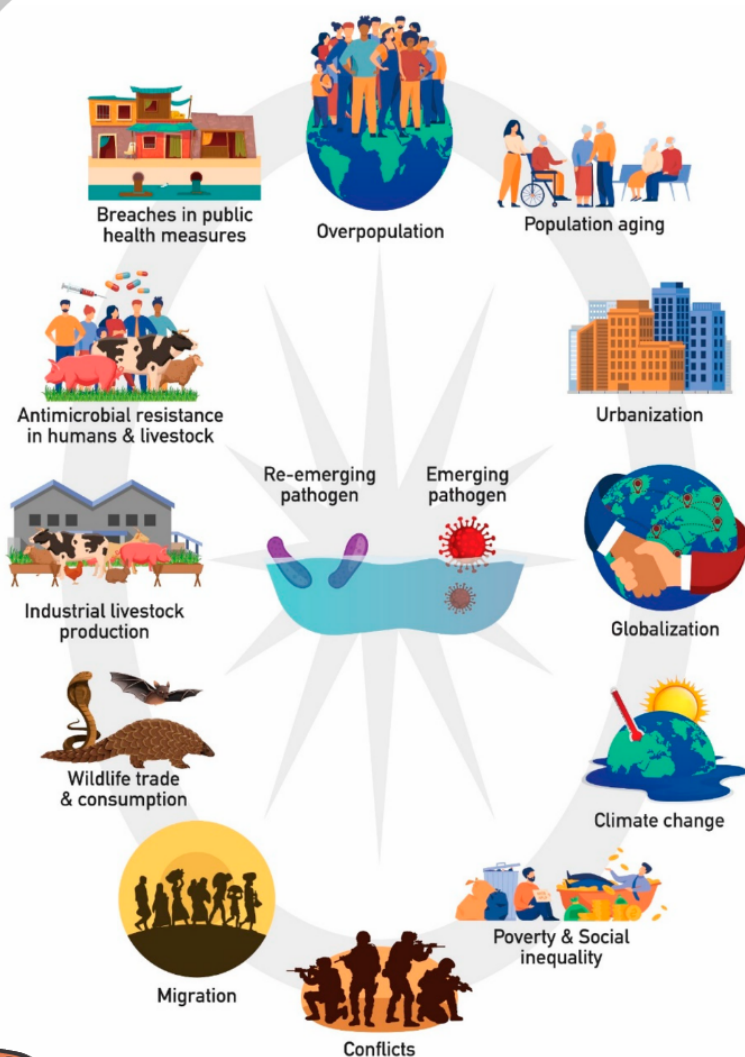 Overpopulation
Population aging
Urbanization
Globalization
Climate change
Poverty & Social
inequality
Conflicts
Migration
Wildlife trade
& consumption
Industrial livestock
production
Antimicrobial resistance
in humans & livestock
Breaches in public
health measures
Re-emerging
pathogen
Emerging
pathogen